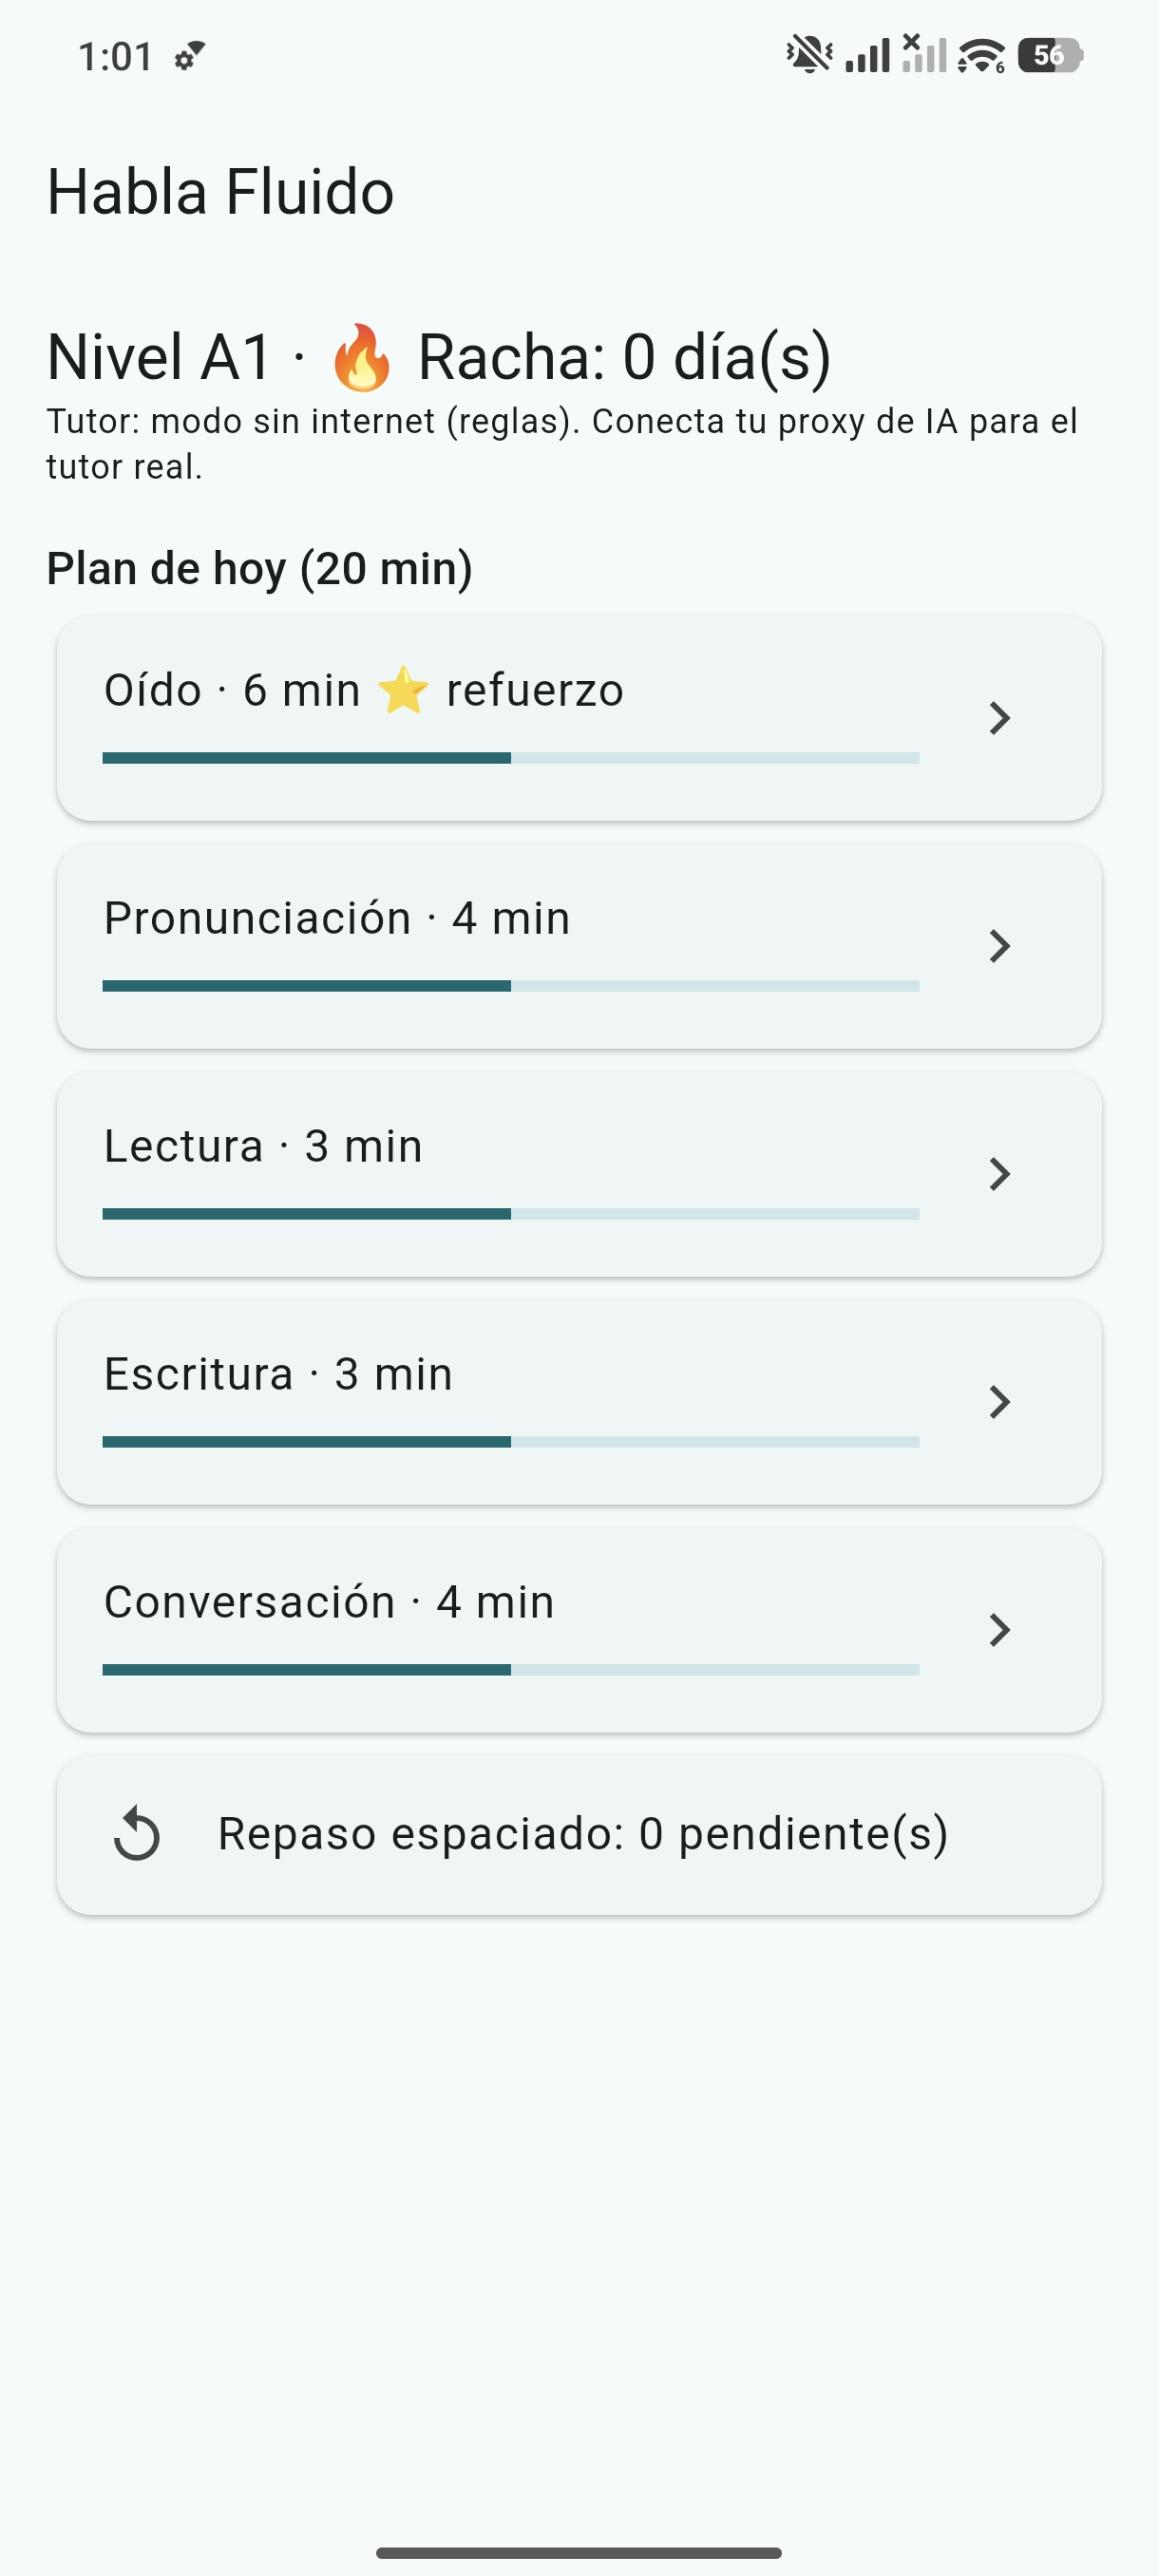 1:01
6
56
Habla Fluido
Nivel A1 · 🔥 Racha: 0 día(s)
Tutor: modo sin internet (reglas). Conecta tu proxy de IA para el
tutor real.
Plan de hoy (20 min)
Oído · 6 min ⭐ refuerzo
Pronunciación · 4 min
Lectura · 3 min
Escritura · 3 min
Conversación · 4 min
Repaso espaciado: 0 pendiente(s)